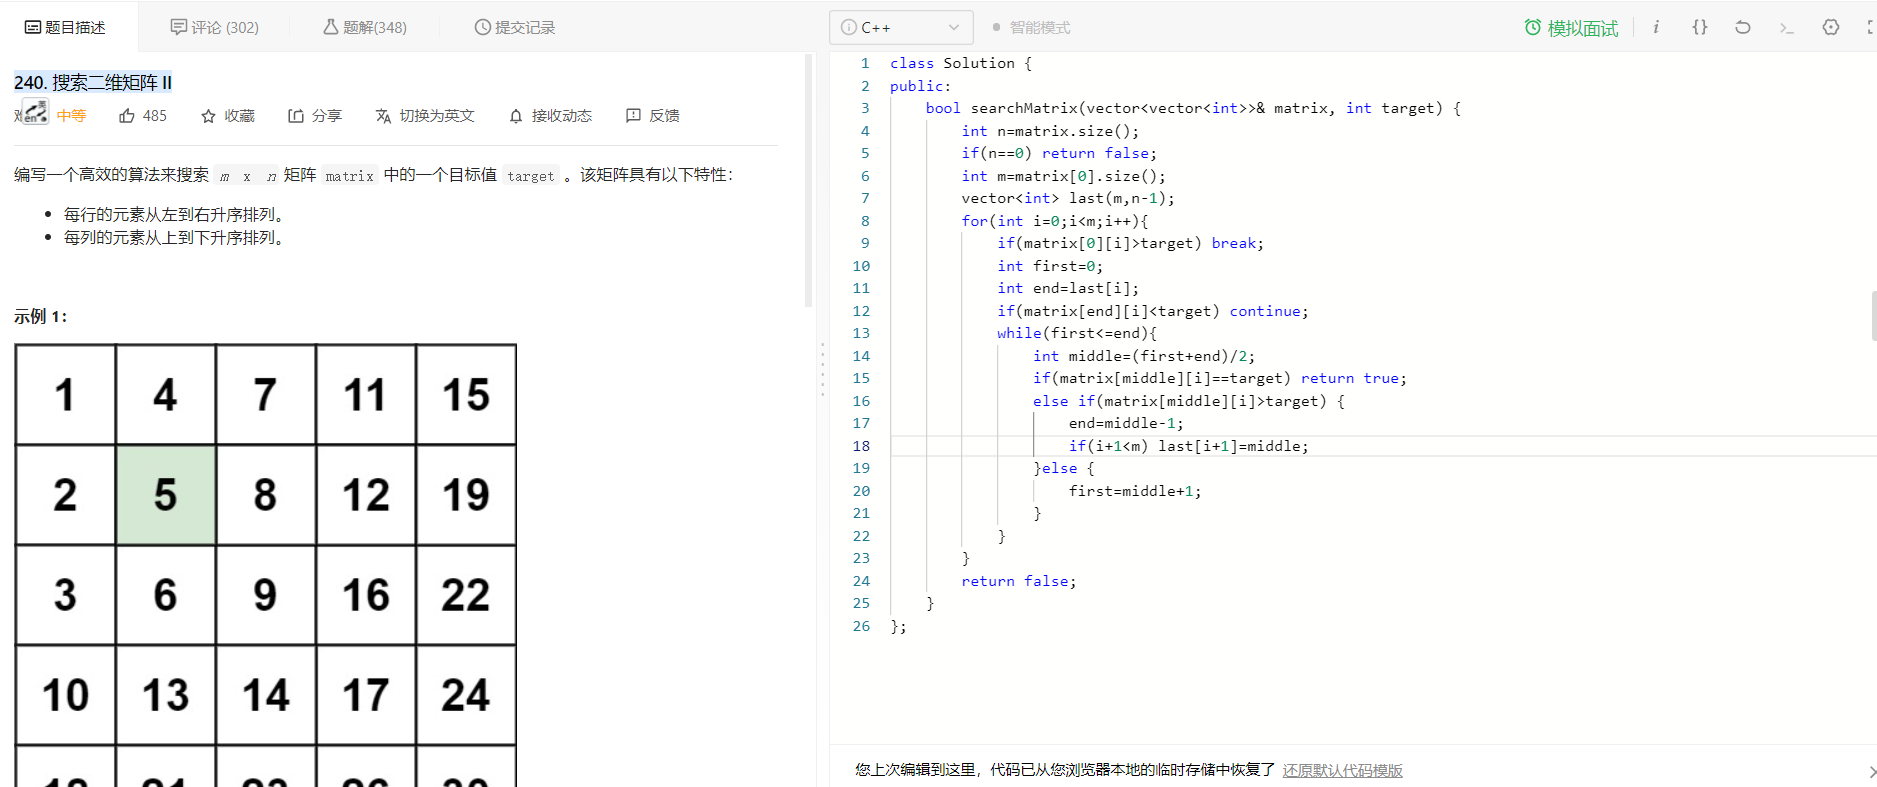 题目描述
评论 (302)
题解(348)
提交记录
C++
智能模式
模拟面试
240. 搜索二维矩阵 II
中等
485
收藏
分享
切换为英文
接收动态
反馈
编写一个高效的算法来搜索 m x n 矩阵 matrix 中的一个目标值 target 。该矩阵具有以下特性：
每行的元素从左到右升序排列。
每列的元素从上到下升序排列。
示例 1：
1 4 7 11 15
2 5 8 12 19
3 6 9 16 22
10 13 14 17 24
1 class Solution {
2 public:
3 bool searchMatrix(vector<vector<int>>& matrix, int target) {
4 int n=matrix.size();
5 if(n==0) return false;
6 int m=matrix[0].size();
7 vector<int> last(m,n-1);
8 for(int i=0;i<m;i++){
9 if(matrix[0][i]>target) break;
10 int first=0;
11 int end=last[i];
12 if(matrix[end][i]<target) continue;
13 while(first<=end){
14 int middle=(first+end)/2;
15 if(matrix[middle][i]==target) return true;
16 else if(matrix[middle][i]>target) {
17 end=middle-1;
18 if(i+1<m) last[i+1]=middle;
19 }else {
20 first=middle+1;
21 }
22 }
23 }
24 return false;
25 }
26 };
您上次编辑到这里，代码已从您浏览器本地的临时存储中恢复了 还原默认代码模版